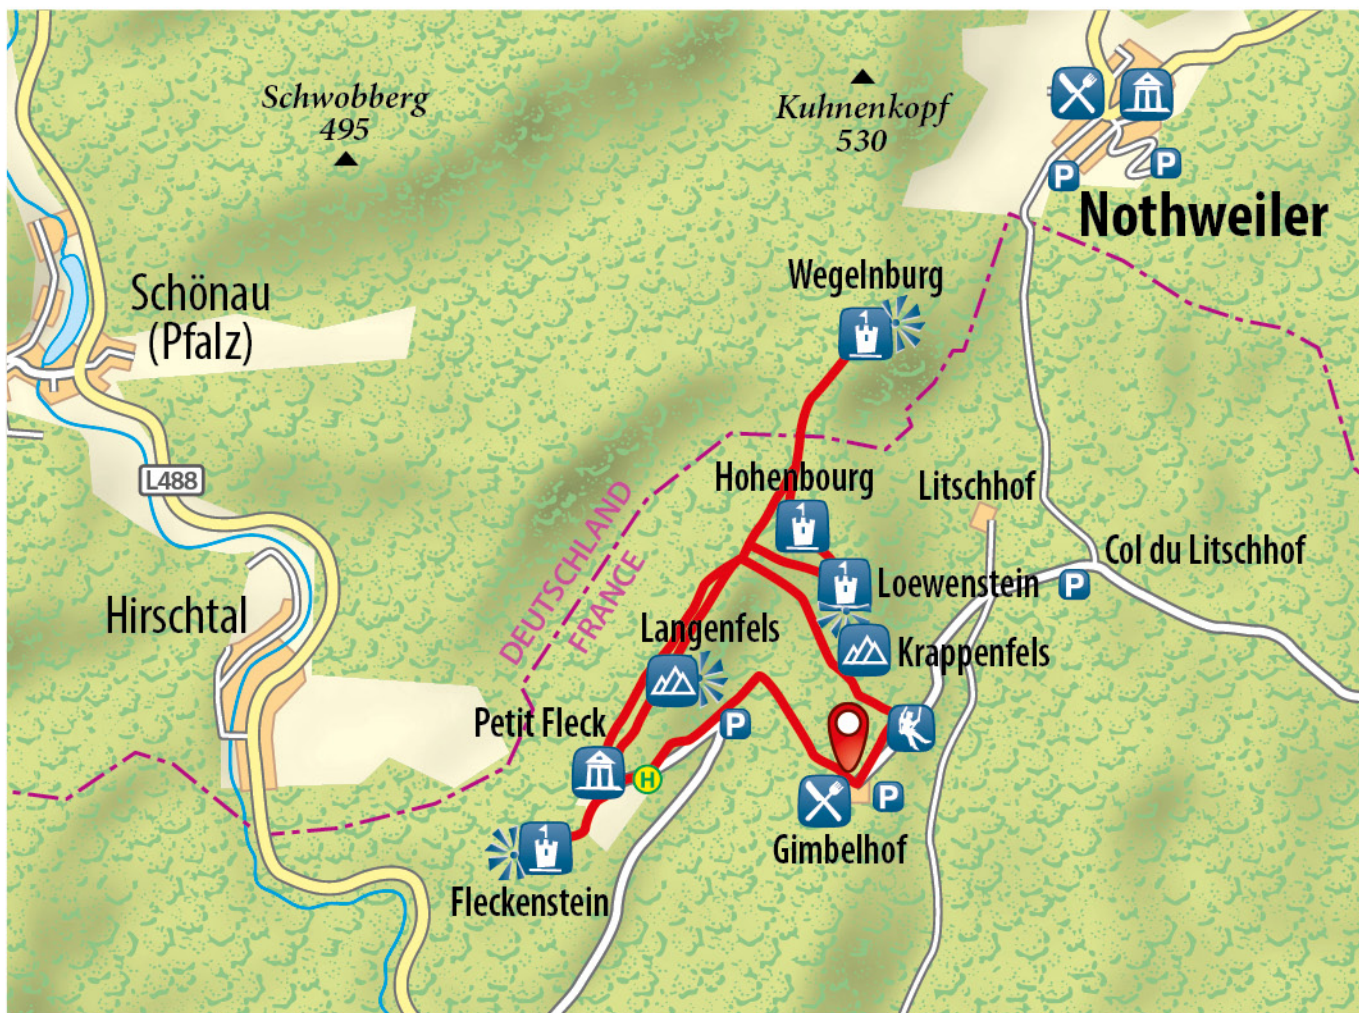 Schwobberg
495
Kuhnenkopf
530
P
P
Nothweiler
Wegelnburg
Schönau
(Pfalz)
L488
Hohenbourg
Litschhof
DEUTSCHLAND
FRANCE
Col du Litschhof
P
Loewenstein
Hirschtal
Langenfels
Krappenfels
Petit Fleck
P
H
P
Gimbelhof
Fleckenstein